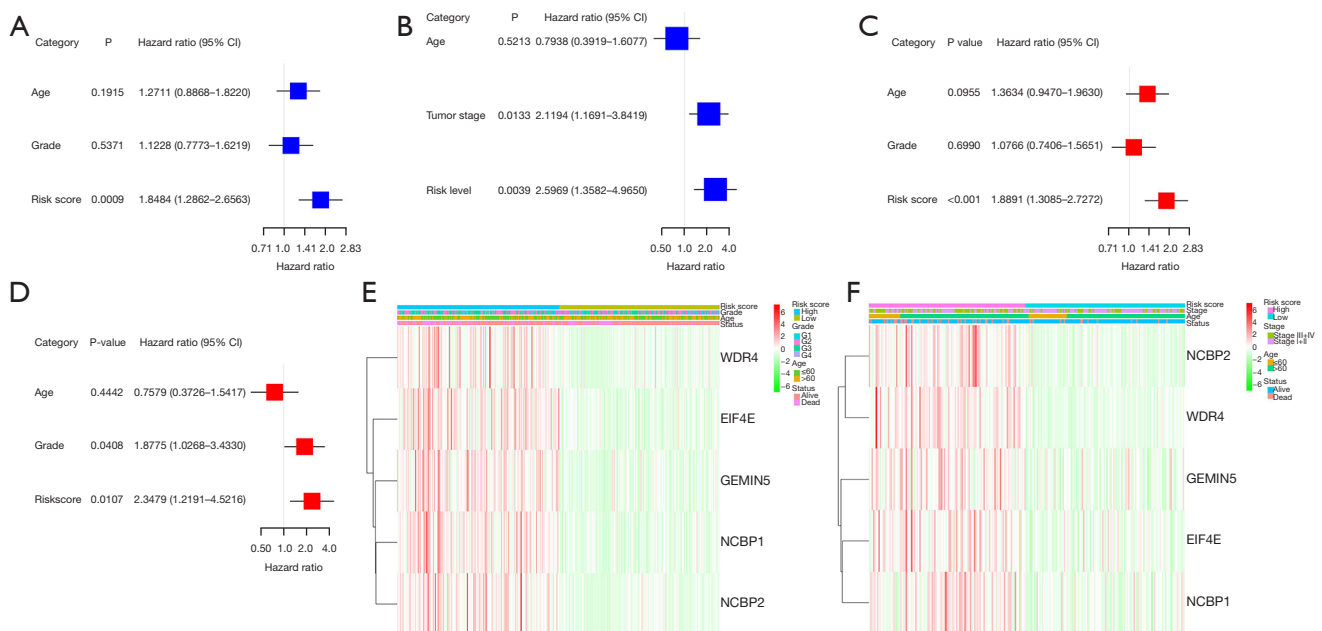 A
Category P Hazard ratio (95% CI)
Age 0.1915 1.2711 (0.8868–1.8220)
Grade 0.5371 1.1228 (0.7773–1.6219)
Risk score 0.0009 1.8484 (1.2862–2.6563)
0.71 1.0 1.41 2.0 2.83
Hazard ratio
B
Category P Hazard ratio (95% CI)
Age 0.5213 0.7938 (0.3919–1.6077)
Tumor stage 0.0133 2.1194 (1.1691–3.8419)
Risk level 0.0039 2.5969 (1.3582–4.9650)
0.50 1.0 2.0 4.0
Hazard ratio
C
Category P value Hazard ratio (95% CI)
Age 0.0955 1.3634 (0.9470–1.9630)
Grade 0.6990 1.0766 (0.7406–1.5651)
Risk score <0.001 1.8891 (1.3085–2.7272)
0.71 1.0 1.41 2.0 2.83
Hazard ratio
D
Category P-value Hazard ratio (95% CI)
Age 0.4442 0.7579 (0.3726–1.5417)
Grade 0.0408 1.8775 (1.0268–3.4330)
Riskscore 0.0107 2.3479 (1.2191–4.5216)
0.50 1.0 2.0 4.0
Hazard ratio
E
Risk score
Grade
Age
Status
WDR4
EIF4E
GEMIN5
NCBP1
NCBP2
6
4
2
0
−2
−4
−6
Risk score
High
Low
Grade
G1
G2
G3
G4
Age
≤60
>60
Status
Alive
Dead
F
Risk score
Stage
Age
Status
NCBP2
WDR4
GEMIN5
EIF4E
NCBP1
6
4
2
0
−2
−4
−6
Risk score
High
Low
Stage
Stage III+IV
Stage I+II
Age
≤60
>60
Status
Alive
Dead